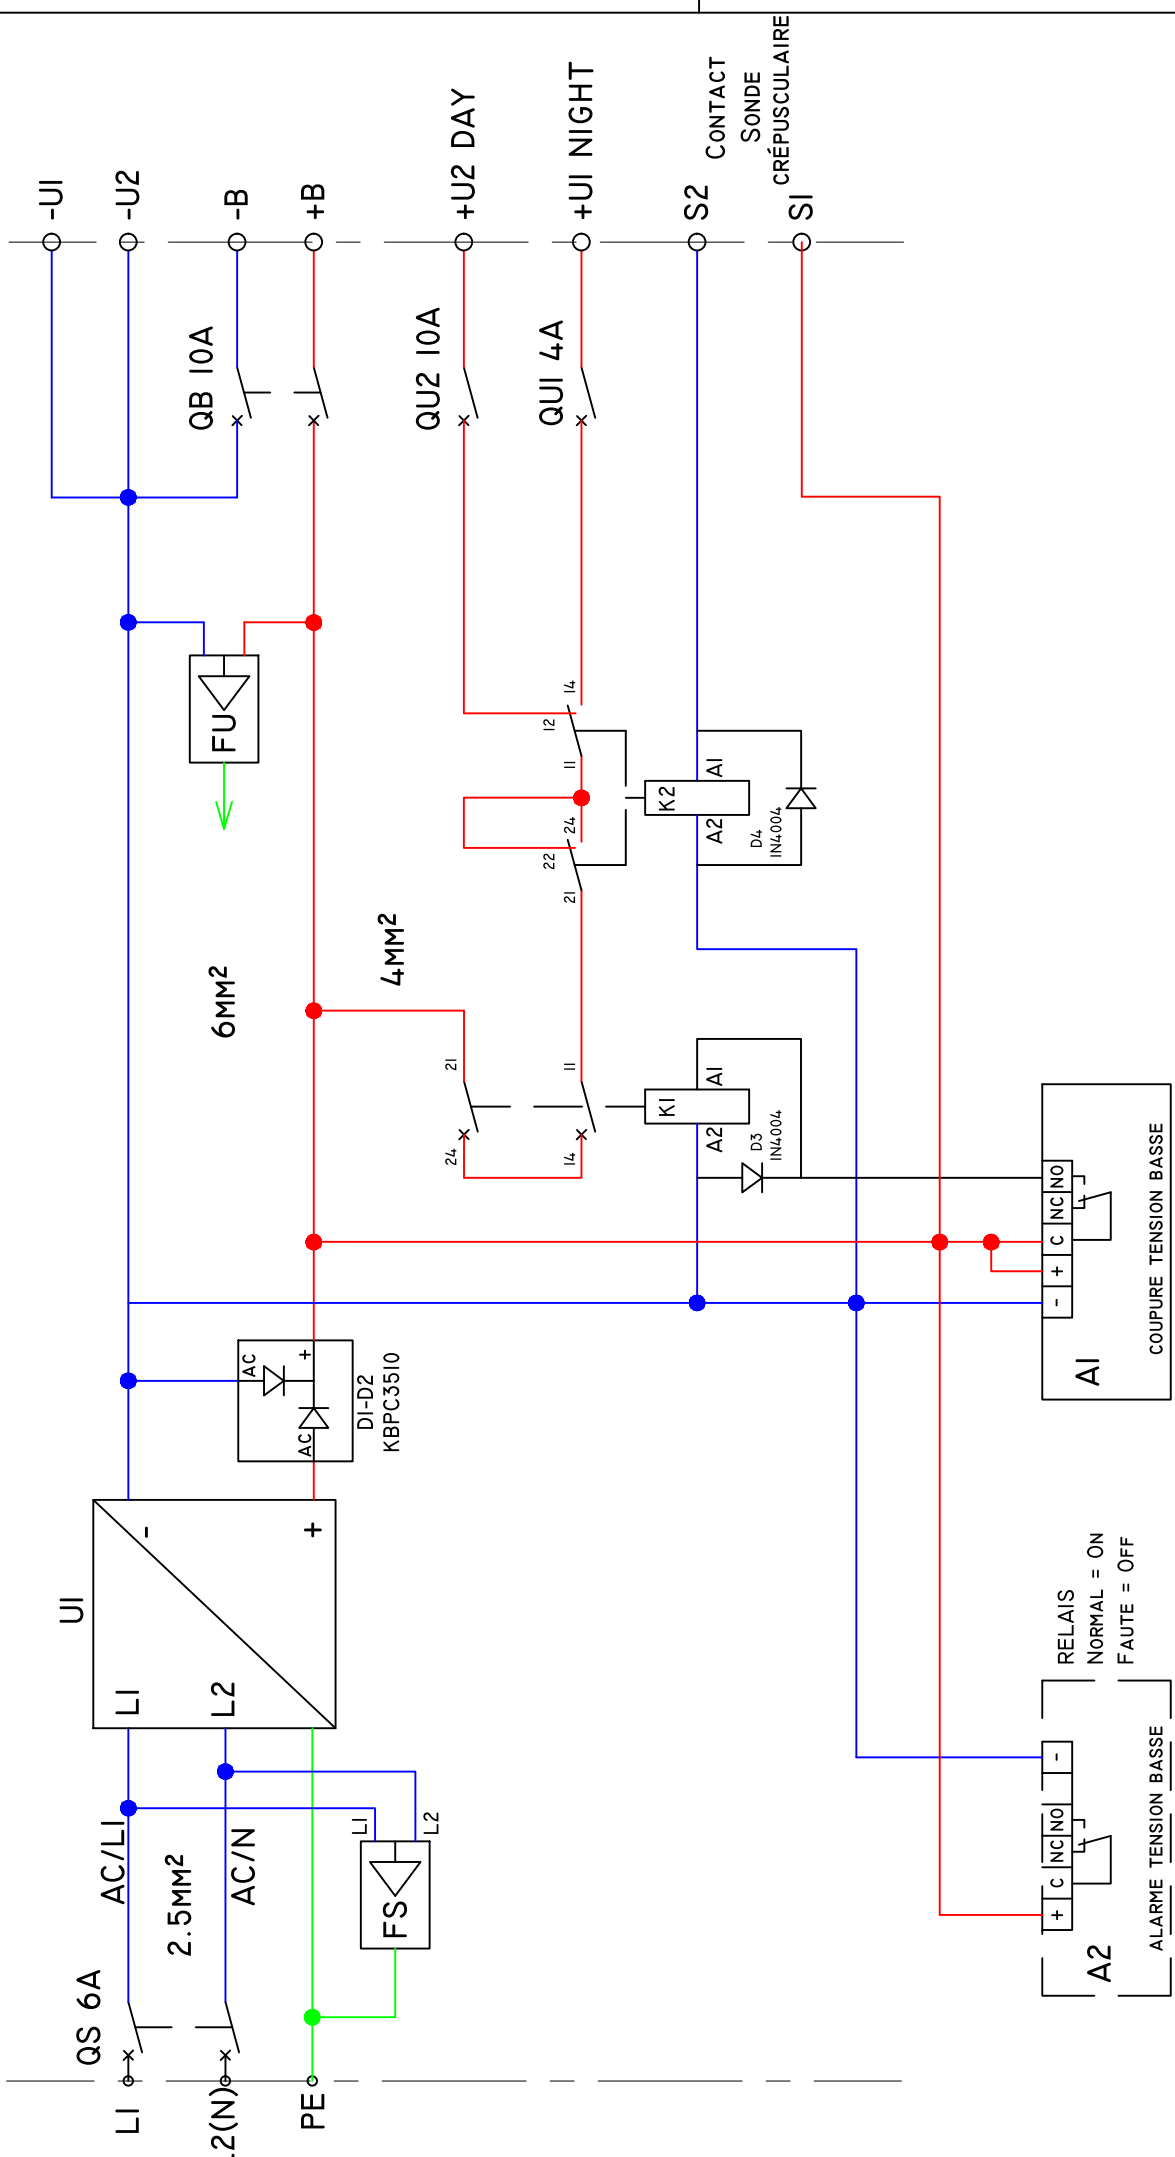 -U1
-U2
-B
+B
+U2 DAY
+U1 NIGHT
S2
CONTACT
SONDE
CRÉPUSCULAIRE
S1
QB 10A
QU2 10A
QU1 4A
FU
14
12
11
24
22
21
K2
A1
A2
D4
1N4004
6MM²
4MM²
21
11
24
14
K1
A1
A2
D3
1N4004
AC
+
AC
D1-D2
KBPC3510
NO
NC
C
+
-
A1
COUPURE TENSION BASSE
U1
-
+
L1
L2
RELAIS
NORMAL = ON
FAUTE = OFF
-
NO
NC
C
+
A2
ALARME TENSION BASSE
AC/L1
2.5MM²
AC/N
L1
L2
FS
QS 6A
L1
L2(N)
PE